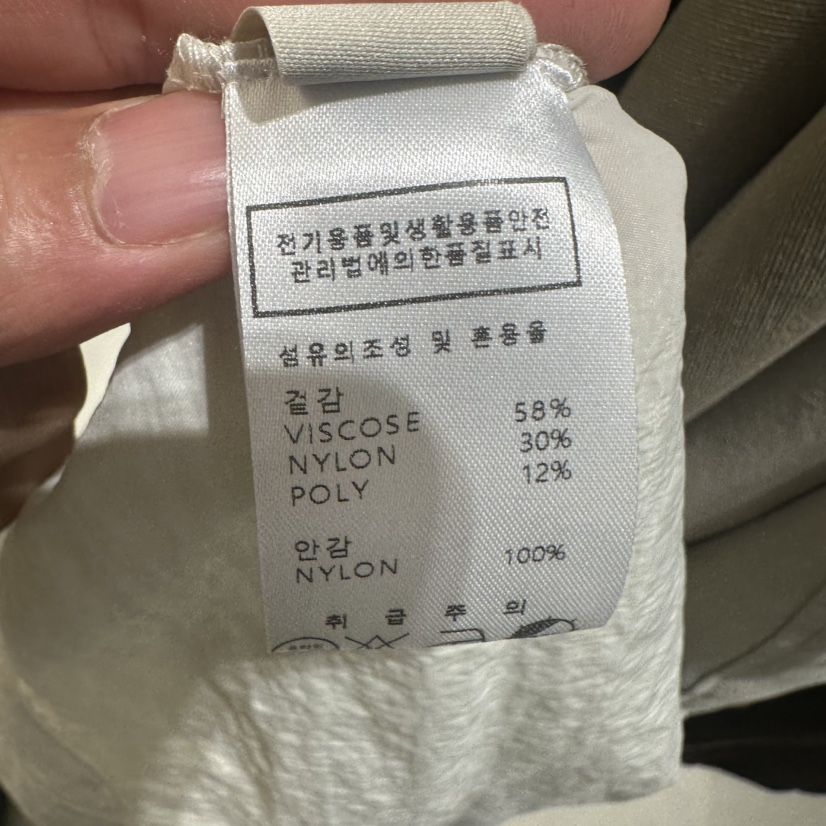 전기용품및생활용품안전
관리법에의한품질표시
섬유의조성 및 혼용율
겉감
VISCOSE 58%
NYLON 30%
POLY 12%
안감
NYLON 100%
취 급 주 의